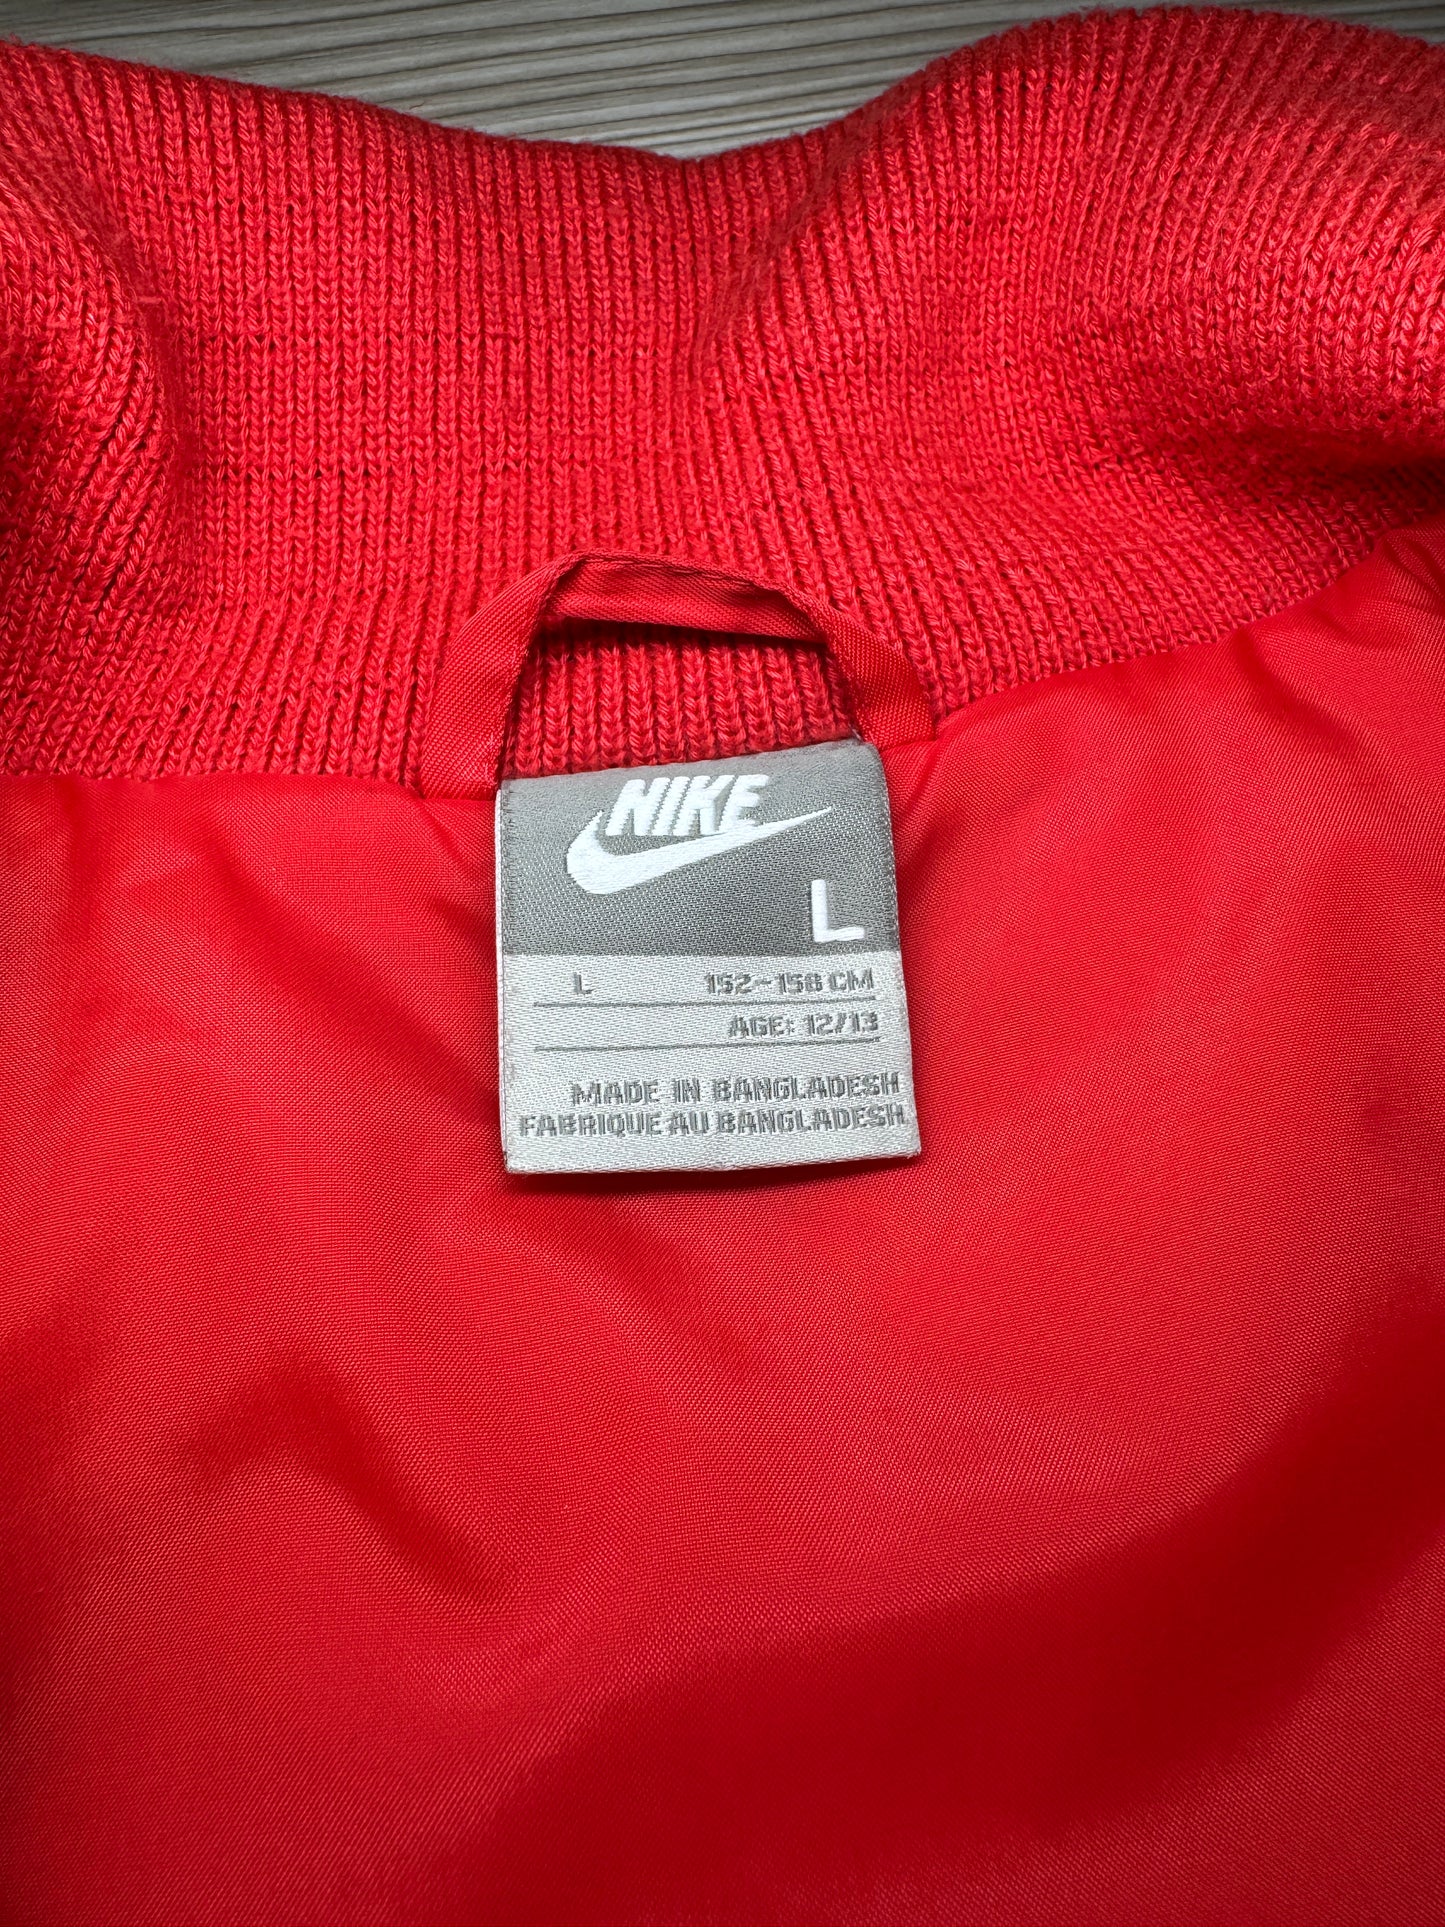 NIKE
L
L 152-158 CM
AGE: 12/13
MADE IN BANGLADESH
FABRIQUE AU BANGLADESH